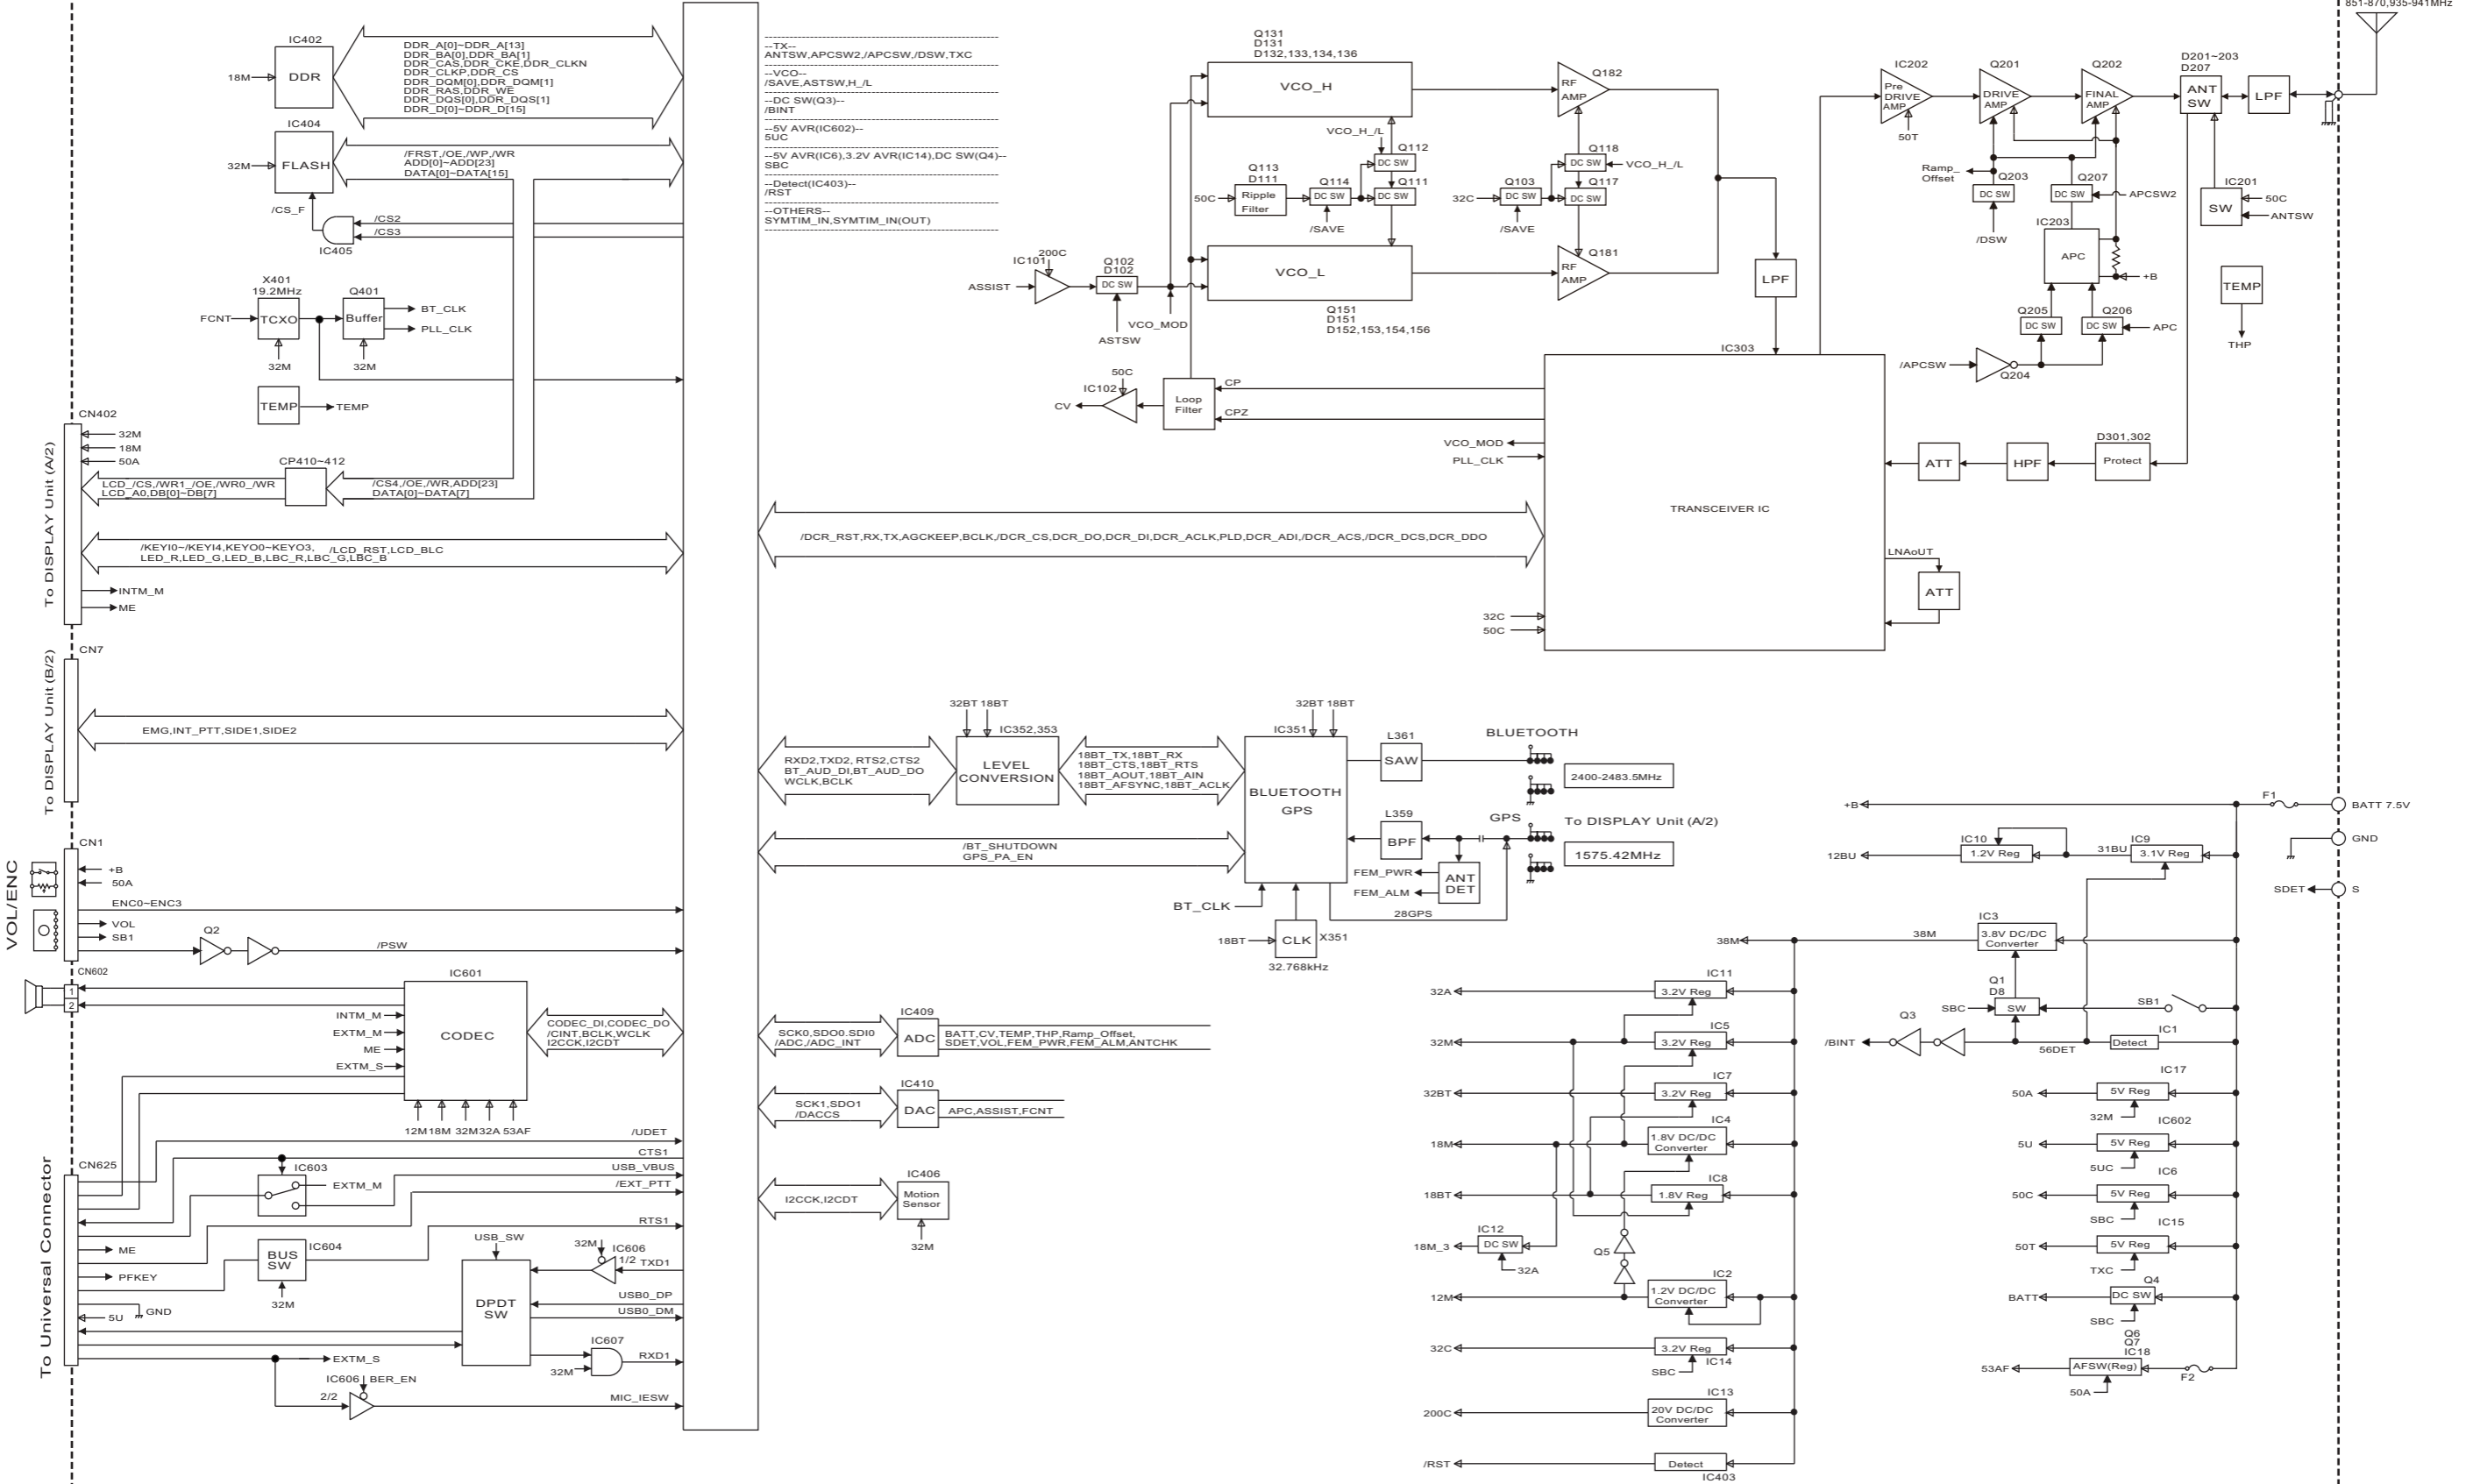 851-870,935-941MHz
IC402
DDR
18M
DDR_A[0]~DDR_A[13]
DDR_BA[0],DDR_BA[1]
DDR_CAS,DDR_CKE,DDR_CLKN
DDR_CLKP,DDR_CS
DDR_DQM[0],DDR_DQM[1]
DDR_RAS,DDR_WE
DDR_DQS[0],DDR_DQS[1]
DDR_D[0]~DDR_D[15]
IC404
FLASH
32M
/FRST,/OE,/WP,/WR
ADD[0]~ADD[23]
DATA[0]~DATA[15]
/CS_F
/CS2
/CS3
IC405
X401
19.2MHz
TCXO
FCNT
32M
Q401
Buffer
BT_CLK
PLL_CLK
32M
TEMP
TEMP
CN402
To DISPLAY Unit (A/2)
32M
18M
50A
CP410~412
LCD_/CS,/WR1_/OE,/WR0_/WR
LCD_A0,DB[0]~DB[7]
/CS4,/OE,/WR,ADD[23]
DATA[0]~DATA[7]
/KEYI0~/KEYI4,KEYO0~KEYO3, /LCD_RST,LCD_BLC
LED_R,LED_G,LED_B,LBC_R,LBC_G,LBC_B
INTM_M
ME
CN7
To DISPLAY Unit (B/2)
EMG,INT_PTT,SIDE1,SIDE2
VOL/ENC
CN1
+B
50A
ENC0~ENC3
VOL
SB1
Q2
/PSW
CN602
1
2
IC601
CODEC
INTM_M
EXTM_M
ME
EXTM_S
CODEC_DI,CODEC_DO
/CINT,BCLK,WCLK
I2CCK,I2CDT
12M 18M 32M 32A 53AF
To Universal Connector
CN625
/UDET
CTS1
USB_VBUS
/EXT_PTT
RTS1
IC603
EXTM_M
ME
PFKEY
GND
5U
BUS
SW
IC604
32M
USB_SW
DPDT
SW
32M
IC606
1/2
TXD1
USB0_DP
USB0_DM
IC607
32M
RXD1
EXTM_S
IC606
2/2
BER_EN
MIC_IESW
--TX--
ANTSW,APCSW2,/APCSW,/DSW,TXC
--VCO--
/SAVE,ASTSW,H_/L
--DC SW(Q3)--
/BINT
--5V AVR(IC602)--
5UC
--5V AVR(IC6),3.2V AVR(IC14),DC SW(Q4)--
SBC
--Detect(IC403)--
/RST
--OTHERS--
SYMTIM_IN,SYMTIM_IN(OUT)
Q131
D131
D132,133,134,136
VCO_H
Q182
RF
AMP
VCO_H_/L
Q112
DC SW
Q113
D111
Ripple
Filter
50C
Q114
DC SW
/SAVE
Q111
DC SW
Q118
DC SW
VCO_H_/L
32C
Q103
DC SW
/SAVE
Q117
DC SW
VCO_L
Q151
D151
D152,153,154,156
Q181
RF
AMP
ASSIST
IC101
200C
Q102
D102
DC SW
ASTSW
VCO_MOD
LPF
50C
IC102
CV
Loop
Filter
CP
CPZ
IC303
TRANSCEIVER IC
VCO_MOD
PLL_CLK
/DCR_RST,RX,TX,AGCKEEP,BCLK,/DCR_CS,DCR_DO,DCR_DI,DCR_ACLK,PLD,DCR_ADI,/DCR_ACS,/DCR_DCS,DCR_DDO
32C
50C
LNAoUT
ATT
IC202
Pre
DRIVE
AMP
50T
Q201
DRIVE
AMP
Q202
FINAL
AMP
D201~203
D207
ANT
SW
LPF
Ramp_
Offset
Q203
DC SW
/DSW
Q207
DC SW
APCSW2
IC203
APC
+B
IC201
SW
50C
ANTSW
Q205
DC SW
Q206
DC SW
APC
/APCSW
Q204
TEMP
THP
D301,302
Protect
HPF
ATT
32BT 18BT
IC352,353
LEVEL
CONVERSION
RXD2,TXD2, RTS2,CTS2
BT_AUD_DI,BT_AUD_DO
WCLK,BCLK
18BT_TX,18BT_RX
18BT_CTS,18BT_RTS
18BT_AOUT,18BT_AIN
18BT_AFSYNC,18BT_ACLK
32BT 18BT
IC351
BLUETOOTH
GPS
/BT_SHUTDOWN
GPS_PA_EN
L361
SAW
BLUETOOTH
2400-2483.5MHz
L359
BPF
GPS
To DISPLAY Unit (A/2)
1575.42MHz
FEM_PWR
FEM_ALM
ANT
DET
28GPS
BT_CLK
18BT
CLK
X351
32.768kHz
SCK0,SDO0.SDI0
/ADC,/ADC_INT
IC409
ADC
BATT,CV,TEMP,THP,Ramp_Offset,
SDET,VOL,FEM_PWR,FEM_ALM,ANTCHK
SCK1,SDO1
/DACCS
IC410
DAC
APC,ASSIST,FCNT
I2CCK,I2CDT
IC406
Motion
Sensor
32M
+B
F1
BATT 7.5V
GND
SDET
S
12BU
IC10
1.2V Reg
31BU
IC9
3.1V Reg
38M
38M
IC3
3.8V DC/DC
Converter
Q1
D8
SBC
SW
SB1
/BINT
Q3
56DET
IC1
Detect
32A
IC11
3.2V Reg
32M
IC5
3.2V Reg
32BT
IC7
3.2V Reg
18M
IC4
1.8V DC/DC
Converter
18BT
IC8
1.8V Reg
18M_3
IC12
DC SW
32A
Q5
12M
IC2
1.2V DC/DC
Converter
32C
3.2V Reg
SBC
IC14
200C
IC13
20V DC/DC
Converter
/RST
Detect
IC403
IC17
50A
5V Reg
32M
IC602
5U
5V Reg
5UC
IC6
50C
5V Reg
SBC
IC15
50T
5V Reg
TXC
Q4
BATT
DC SW
SBC
Q6
Q7
IC18
53AF
AFSW(Reg)
F2
50A